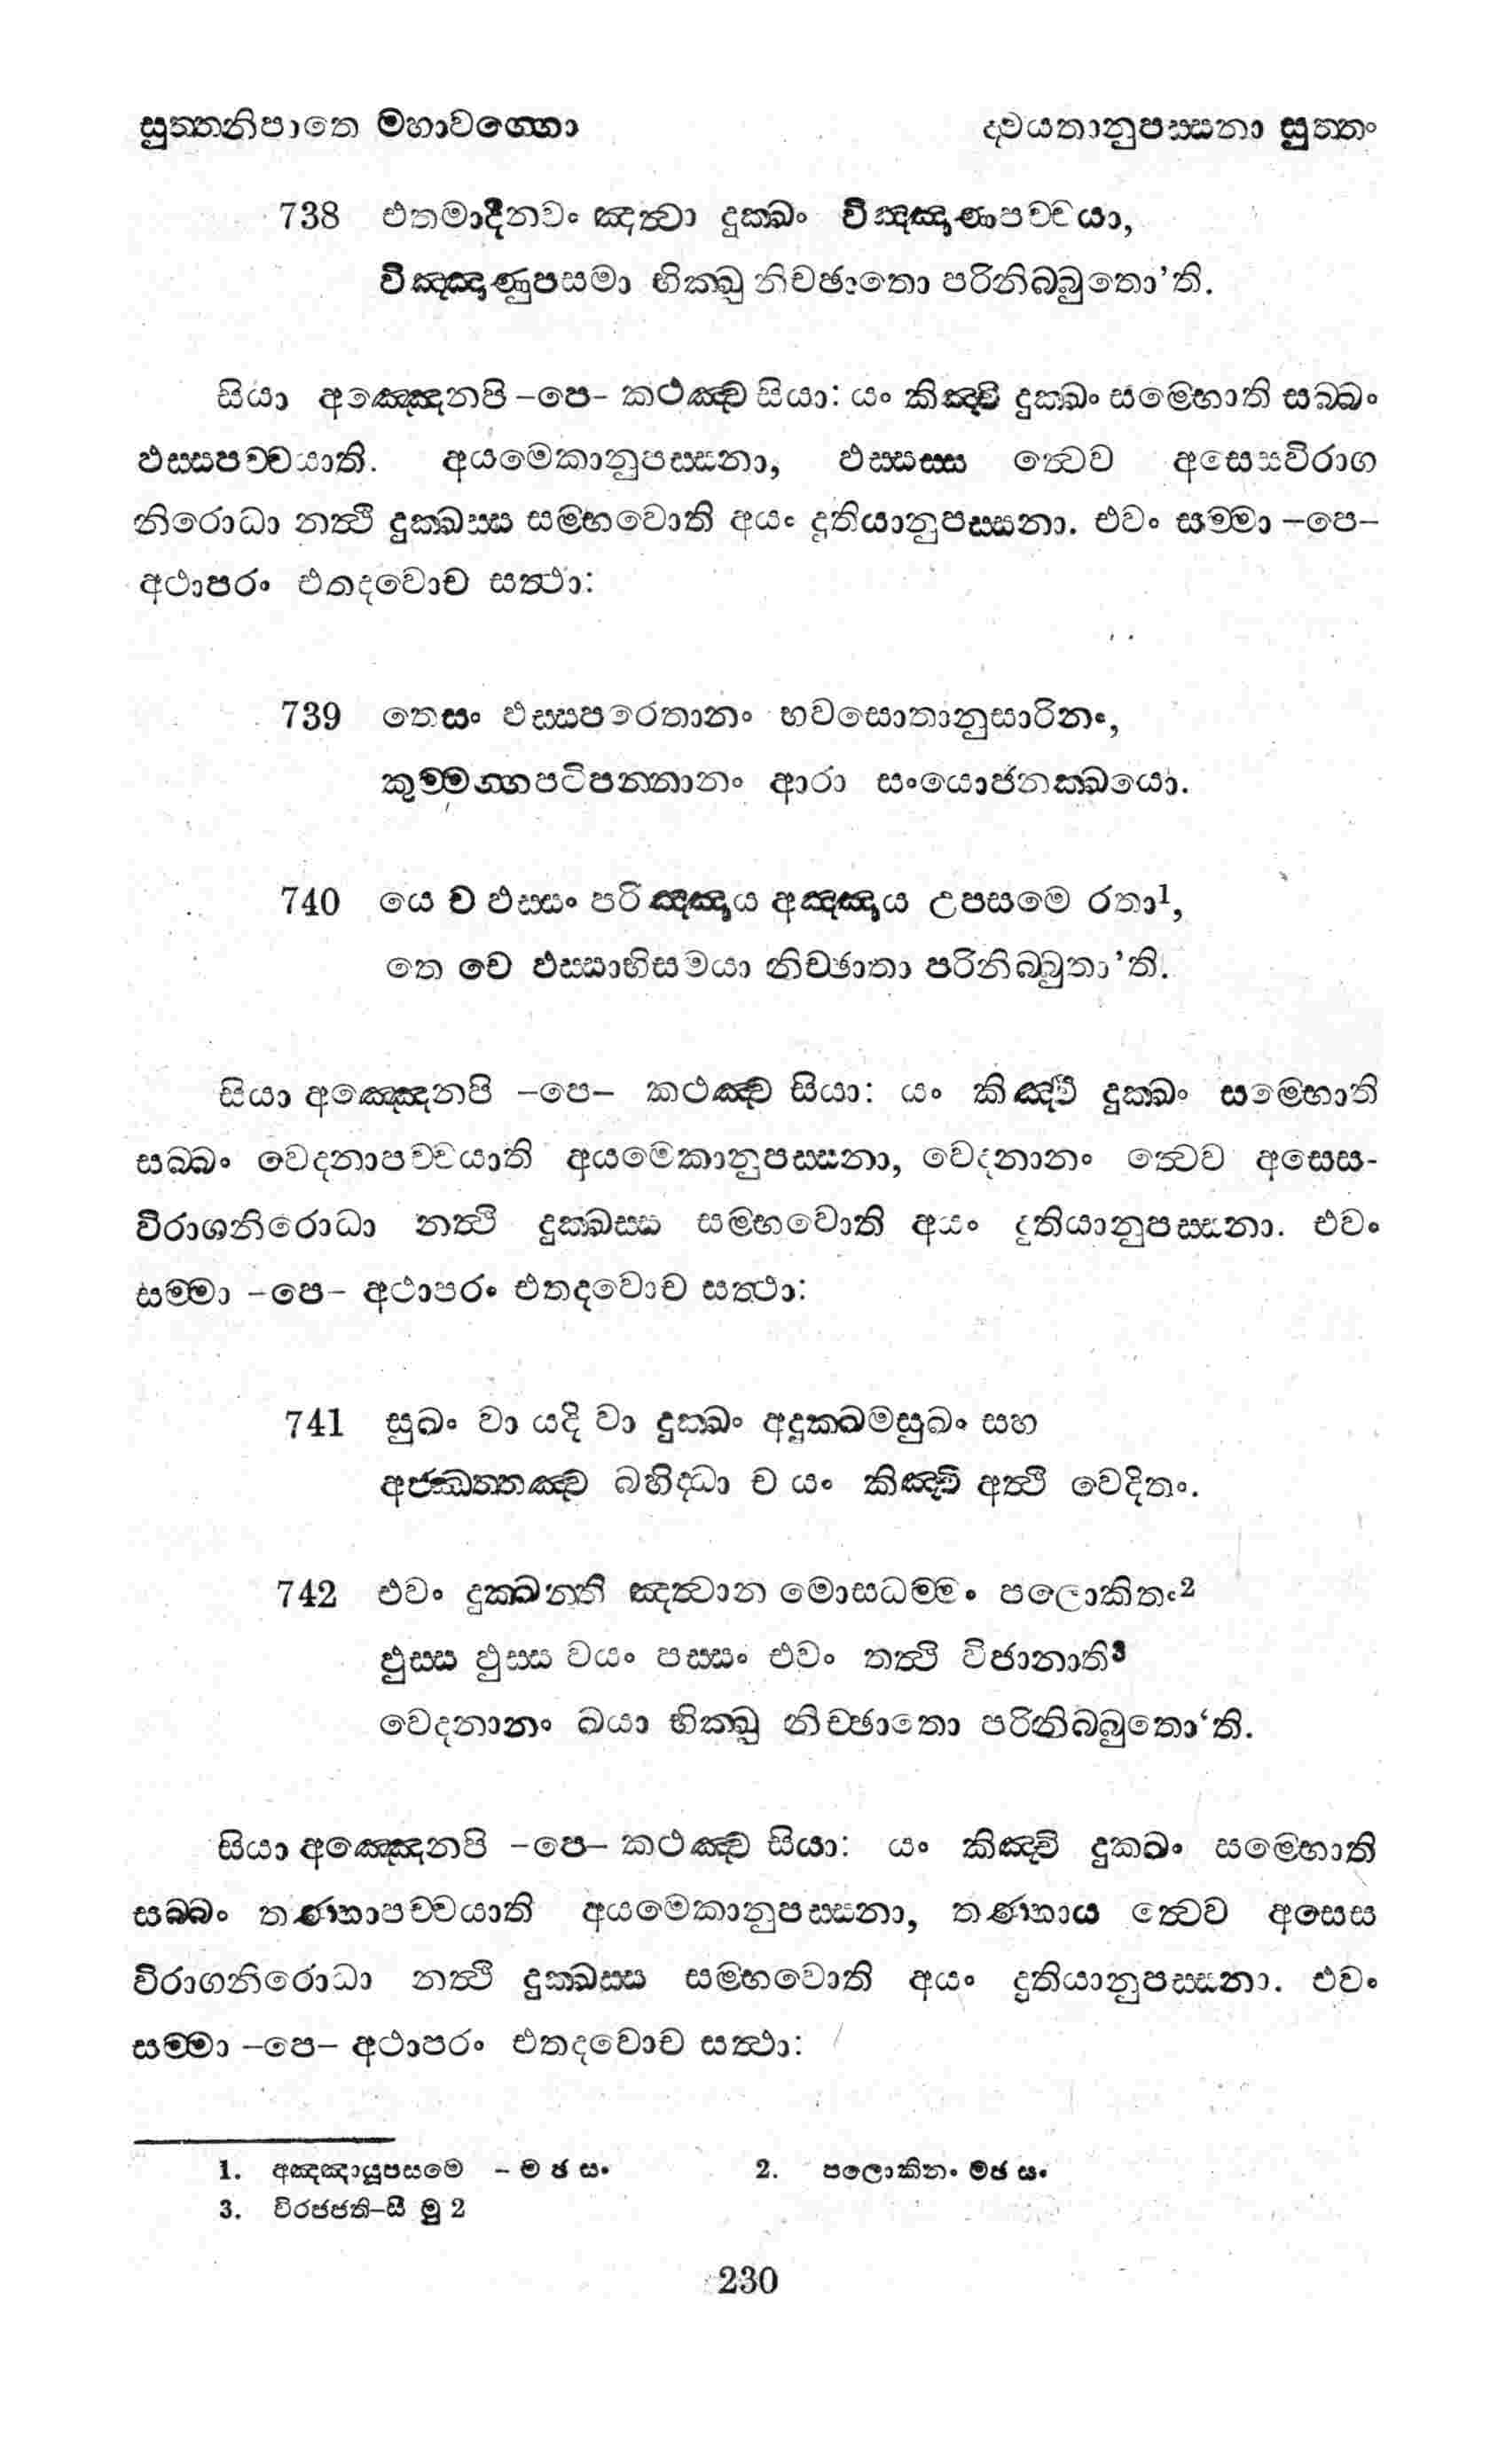 සුත්තනිපාතෙ මහාවග්ගො ද්වයතානුපස්සනා සුත්තං
738 එතමාදීනවං ඤත්වා දුක්ඛං විඤ්ඤාණපච්චයා,
විඤ්ඤාණුපසමා භික්ඛු නිච්ඡාතො පරිනිබ්බුතො’ති.
සියා අඤ්ඤෙනපි –පෙ– කථඤ්ච සියා: යං කිඤ්චි දුක්ඛං සම්භොති සබ්බං
ඵස්සපච්චයාති. අයමෙකානුපස්සනා, ඵස්සස්ස ත්වෙව අසෙසවිරාග
නිරොධා නත්ථි දුක්ඛස්ස සම්භවොති අයං දුතියානුපස්සනා. එවං සම්මා –පෙ–
අථාපරං එතදවොච සත්ථා:
739 තෙසං ඵස්සපරෙතානං භවසොතානුසාරිනං,
කුම්මග්ගපටිපන්නානං ආරා සංයොජනක්ඛයො.
740 යෙ ච ඵස්සං පරිඤ්ඤාය අඤ්ඤාය උපසමෙ රතා1,
තෙ වෙ ඵස්සාභිසමයා නිච්ඡාතා පරිනිබ්බුතා’ති.
සියා අඤ්ඤෙනපි –පෙ– කථඤ්ච සියා: යං කිඤ්චි දුක්ඛං සම්භොති
සබ්බං වෙදනාපච්චයාති අයමෙකානුපස්සනා, වෙදනානං ත්වෙව අසෙස-
විරාගනිරොධා නත්ථි දුක්ඛස්ස සම්භවොති අයං දුතියානුපස්සනා. එවං
සම්මා –පෙ– අථාපරං එතදවොච සත්ථා:
741 සුඛං වා යදි වා දුක්ඛං අදුක්ඛමසුඛං සහ
අජ්ඣත්තඤ්ච බහිද්ධා ච යං කිඤ්චි අත්ථි වෙදිතං.
742 එවං දුක්ඛන්ති ඤත්වාන මොසධම්මං පලොකිතං2
ඵුස්ස ඵුස්ස වයං පස්සං එවං තත්ථි විජානාති3
වෙදනානං ඛයා භික්ඛු නිච්ඡාතො පරිනිබ්බුතො‘ති.
සියා අඤ්ඤෙනපි –පෙ– කථඤ්ච සියා: යං කිඤ්චි දුක්ඛං සම්භොති
සබ්බං තණ්හාපච්චයාති අයමෙකානුපස්සනා, තණ්හාය ත්වෙව අසෙස
විරාගනිරොධා නත්ථි දුක්ඛස්ස සම්භවොති අයං දුතියානුපස්සනා. එවං
සම්මා –පෙ– අථාපරං එතදවොච සත්ථා:
1. අඤ්ඤායූපසමෙ – ම ඡ සං 2. පලොකිනං මඡ සං
3. විරජ්ජති–සී මු 2
230